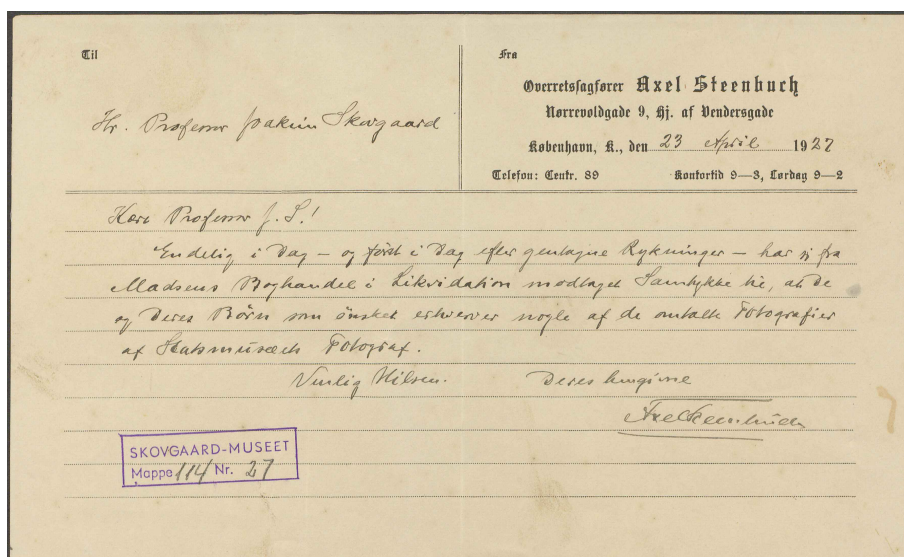 Til
Hr. Professor Joakim Skovgaard
Fra
Overretssagfører Axel Steenbuch
Nørrevoldgade 9, Hj. af Vendersgade
København, K., den 23 April 1927
Telefon: Centr. 89 Kontortid 9—3, Lørdag 9—2
Kære Professor J. S.!
Endelig i Dag – og først i Dag efter gentagne Rykninger – har vi fra
Madsens Boghandel i Likvidation modtaget Samtykke til, at De
og Deres Børn som ønsket erhverver nogle af de omtalte Fotografier
af Statsmuseets Fotograf.
Venlig Hilsen. Deres hengivne
Axel Steenbuch
SKOVGAARD-MUSEET
Mappe 114 Nr. 27